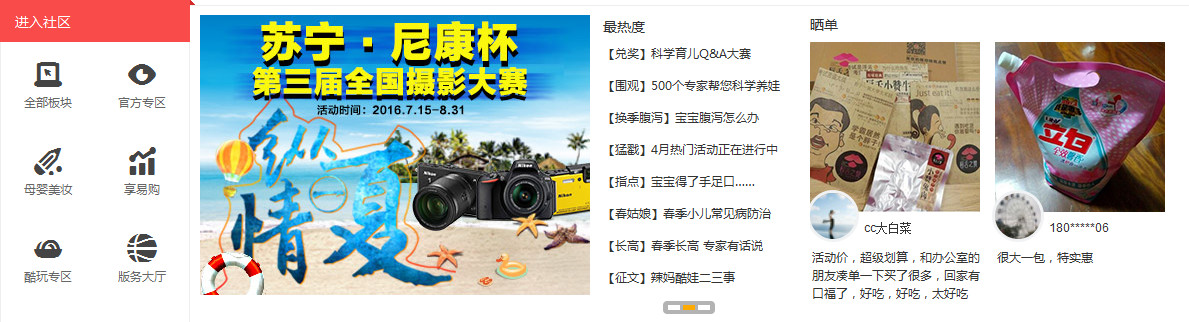 进入社区
全部板块
官方专区
母婴美妆
享易购
酷玩专区
版务大厅
苏宁·尼康杯
第三届全国摄影大赛
活动时间：2016.7.15-8.31
纵
情夏
Nikon
最热度
【兑奖】科学育儿Q&A大赛
【围观】500个专家帮您科学养娃
【换季腹泻】宝宝腹泻怎么办
【猛戳】4月热门活动正在进行中
【指点】宝宝得了手足口......
【春姑娘】春季小儿常见病防治
【长高】春季长高 专家有话说
【征文】辣妈酷娃二三事
晒单
Just eat it!
立白
cc大白菜
活动价，超级划算，和办公室的
朋友凑单一下买了很多，回家有
口福了，好吃，好吃，太好吃
180*****06
很大一包，特实惠